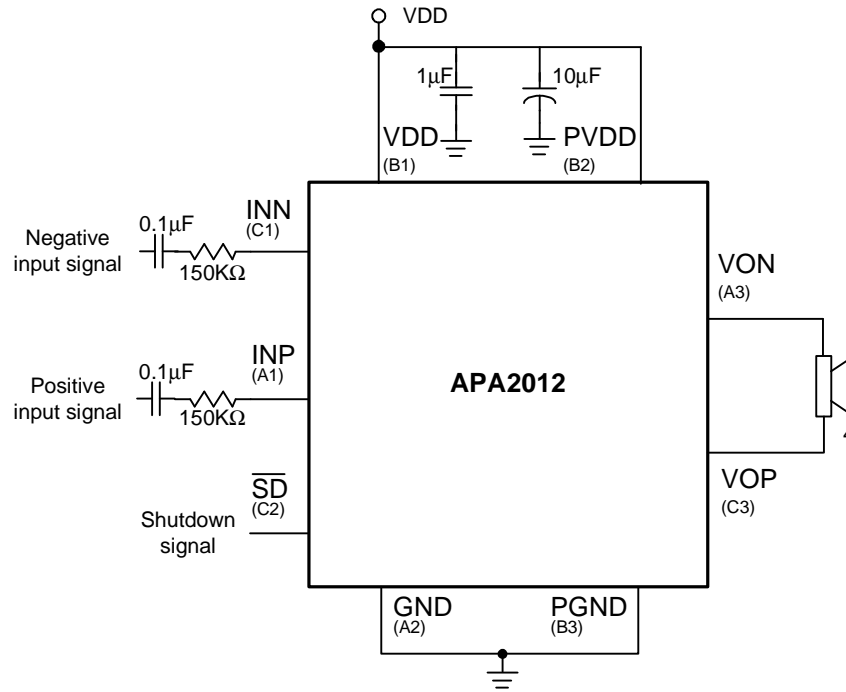 VDD
1μF
10μF
VDD
(B1)
PVDD
(B2)
Negative
input signal
0.1μF
150KΩ
INN
(C1)
VON
(A3)
Positive
input signal
0.1μF
150KΩ
INP
(A1)
APA2012
VOP
(C3)
Shutdown
signal
SD
(C2)
GND
(A2)
PGND
(B3)